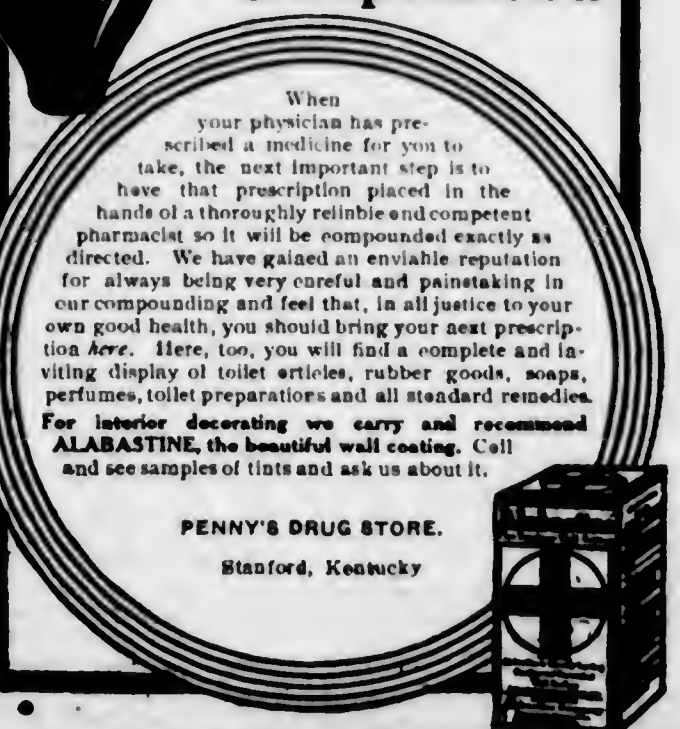 When
your physician has pre-
scribed a medicine for you to
take, the next important step is to
have that prescription placed in the
hands of a thoroughly reliable and competent
pharmacist so it will be compounded exactly as
directed. We have gained an enviable reputation
for always being very careful and painstaking in
our compounding and feel that, in all justice to your
own good health, you should bring your next prescrip-
tion here. Here, too, you will find a complete and in-
viting display of toilet articles, rubber goods, soaps,
perfumes, toilet preparations and all standard remedies.
For interior decorating we carry and recommend
ALABASTINE, the beautiful wall coating. Call
and see samples of tints and ask us about it.
PENNY'S DRUG STORE.
Stanford, Kentucky